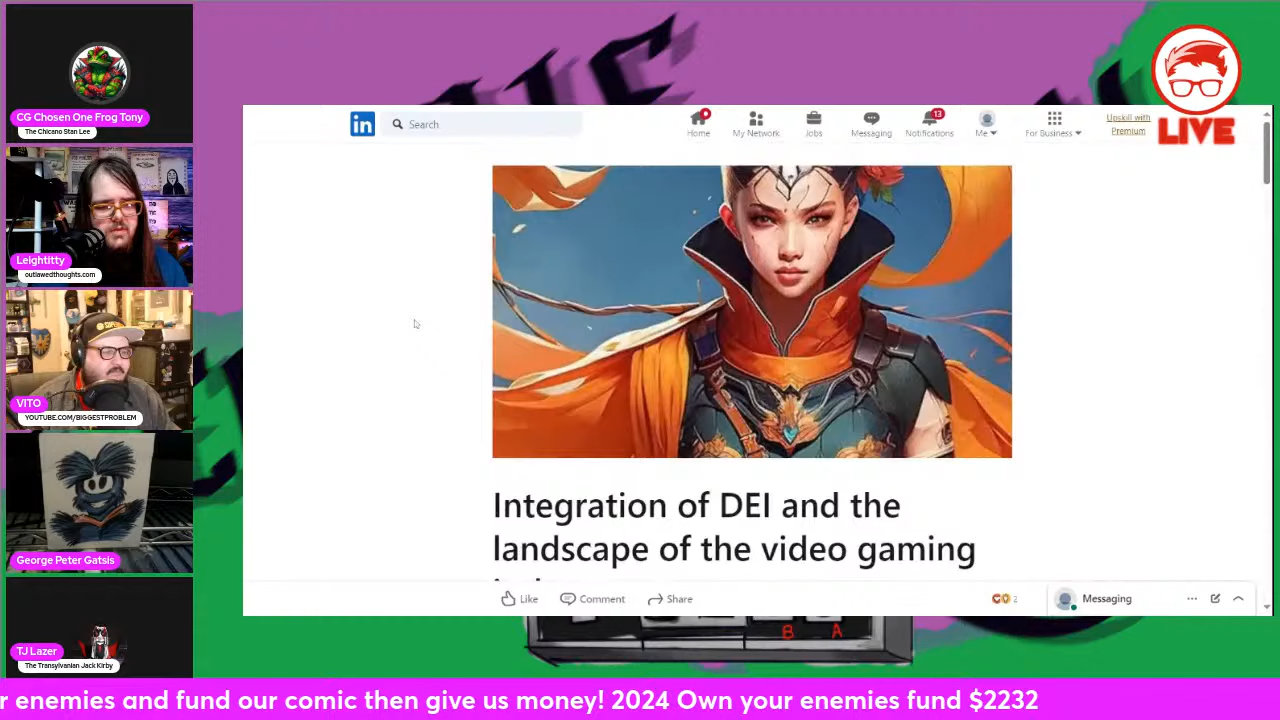 CG Chosen One Frog Tony
The Chicano Stan Lee
Leightitty
outlawedthoughts.com
VITO
YOUTUBE.COM/BIGGESTPROBLEM
George Peter Gatsis
TJ Lazer
The Transylvanian Jack Kirby
in
Search
Home
My Network
Jobs
Messaging
13
Notifications
Me
For Business
Upskill with
Premium
LIVE
Integration of DEI and the
landscape of the video gaming
Like
Comment
Share
2
Messaging
B A
r enemies and fund our comic then give us money! 2024 Own your enemies fund $2232